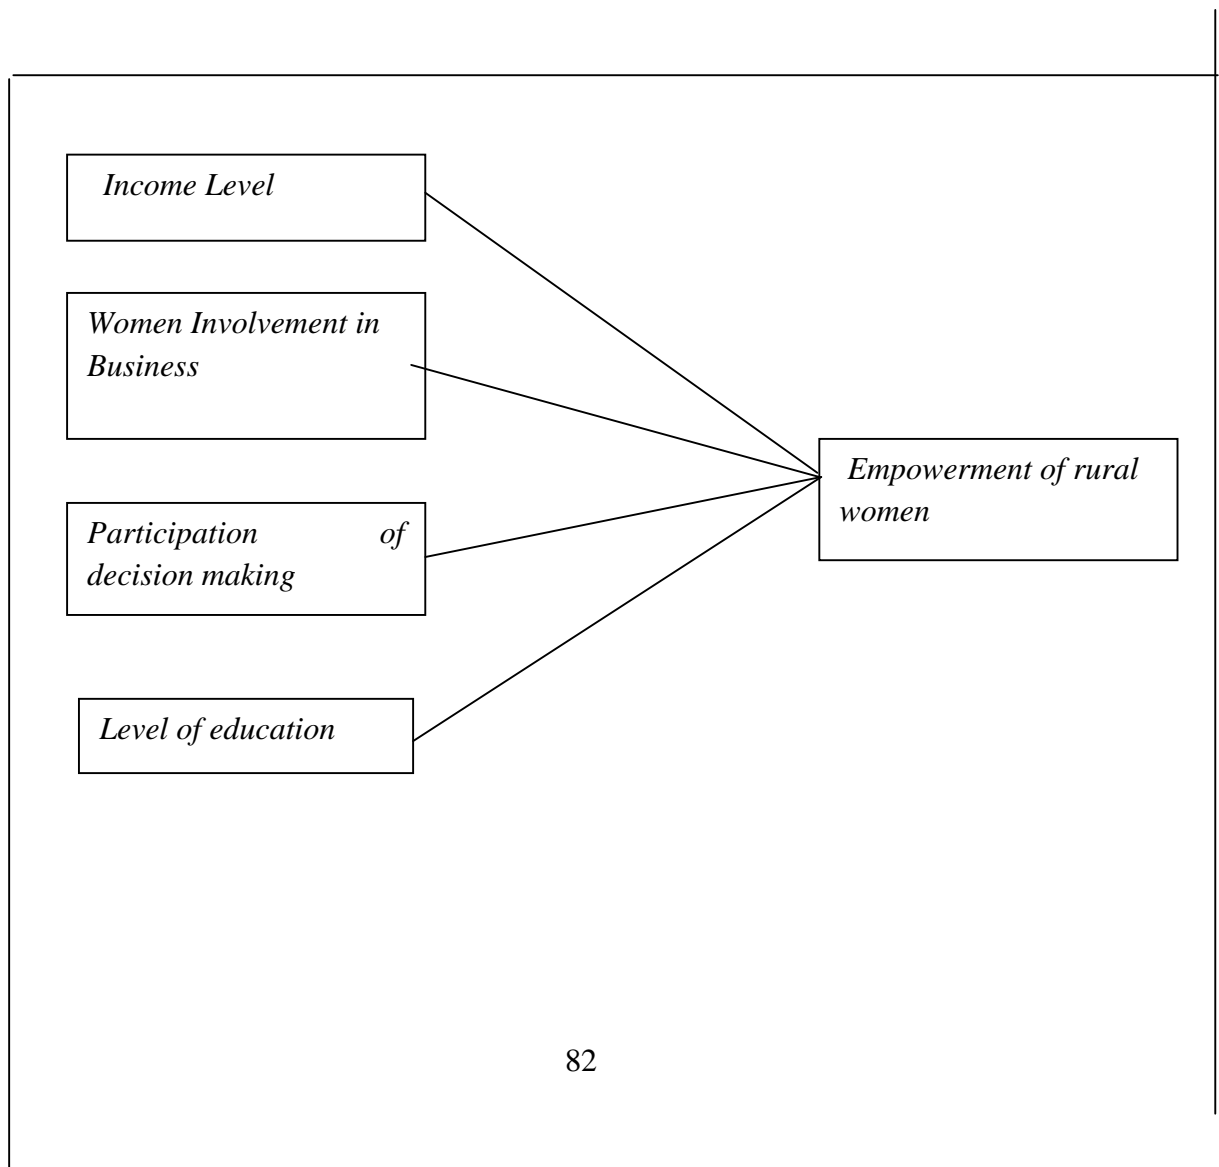 Income Level
Women Involvement in
Business
Participation of
decision making
Level of education
Empowerment of rural
women
82